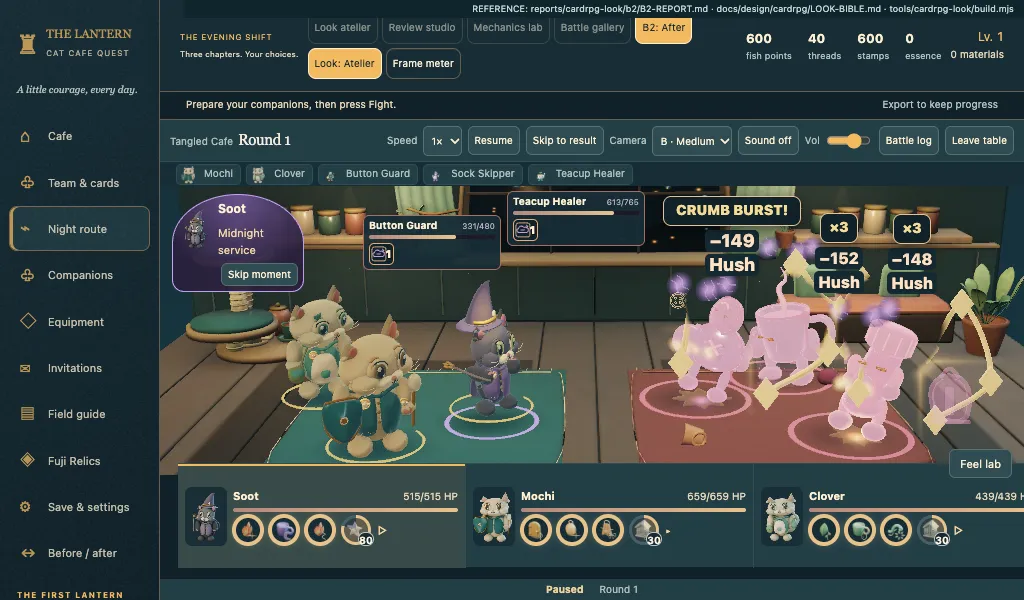 REFERENCE: reports/cardrpg-look/b2/B2-REPORT.md · docs/design/cardrpg/LOOK-BIBLE.md · tools/cardrpg-look/build.mjs
THE LANTERN
CAT CAFE QUEST
A little courage, every day.
Cafe
Team & cards
Night route
Companions
Equipment
Invitations
Field guide
Fuji Relics
Save & settings
Before / after
THE FIRST LANTERN
THE EVENING SHIFT
Three chapters. Your choices.
Look atelier
Review studio
Mechanics lab
Battle gallery
B2: After
Look: Atelier
Frame meter
600 fish points
40 threads
600 stamps
0 essence
Lv. 1
0 materials
Prepare your companions, then press Fight.
Export to keep progress
Tangled Cafe Round 1
Speed 1x
Resume
Skip to result
Camera B · Medium
Sound off
Vol
Battle log
Leave table
Mochi
Clover
Button Guard
Sock Skipper
Teacup Healer
Soot
Midnight
service
Skip moment
Button Guard 331/480
1
Teacup Healer 613/765
1
CRUMB BURST!
−149
Hush
×3
−152
Hush
×3
−148
Hush
Feel lab
Soot 515/515 HP
80
Mochi 659/659 HP
30
Clover 439/439 H
30
Paused Round 1